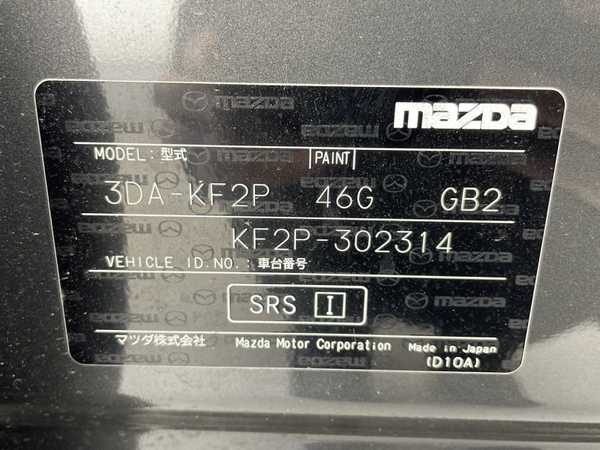 mazda
MODEL:型式 PAINT
3DA-KF2P 46G GB2
KF2P-302314
VEHICLE ID.NO.:車台番号
SRS I
マツダ株式会社 Mazda Motor Corporation Made in Japan
(D10A)